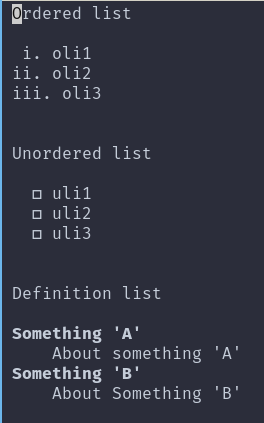 Ordered list
i. oli1
ii. oli2
iii. oli3
Unordered list
▫ uli1
▫ uli2
▫ uli3
Definition list
Something 'A'
About something 'A'
Something 'B'
About Something 'B'